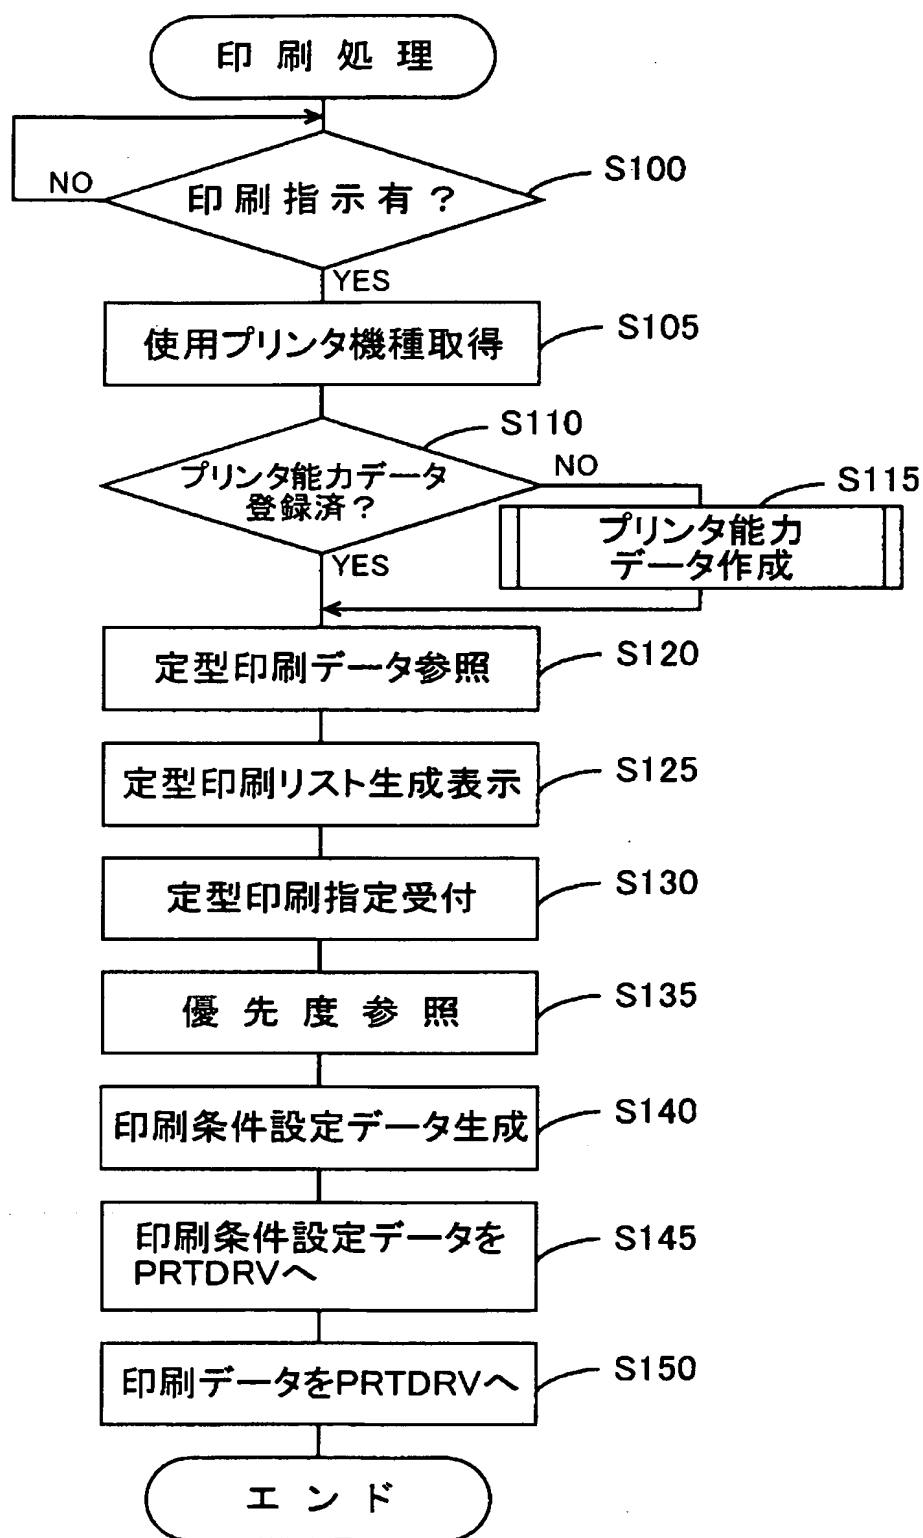 印刷処理
NO
印刷指示有?
S100
YES
使用プリンタ機種取得
S105
S110
プリンタ能力データ
登録済?
NO
S115
プリンタ能力
データ作成
YES
定型印刷データ参照
S120
定型印刷リスト生成表示
S125
定型印刷指定受付
S130
優先度参照
S135
印刷条件設定データ生成
S140
印刷条件設定データを
PRTDRVへ
S145
印刷データをPRTDRVへ
S150
エンド